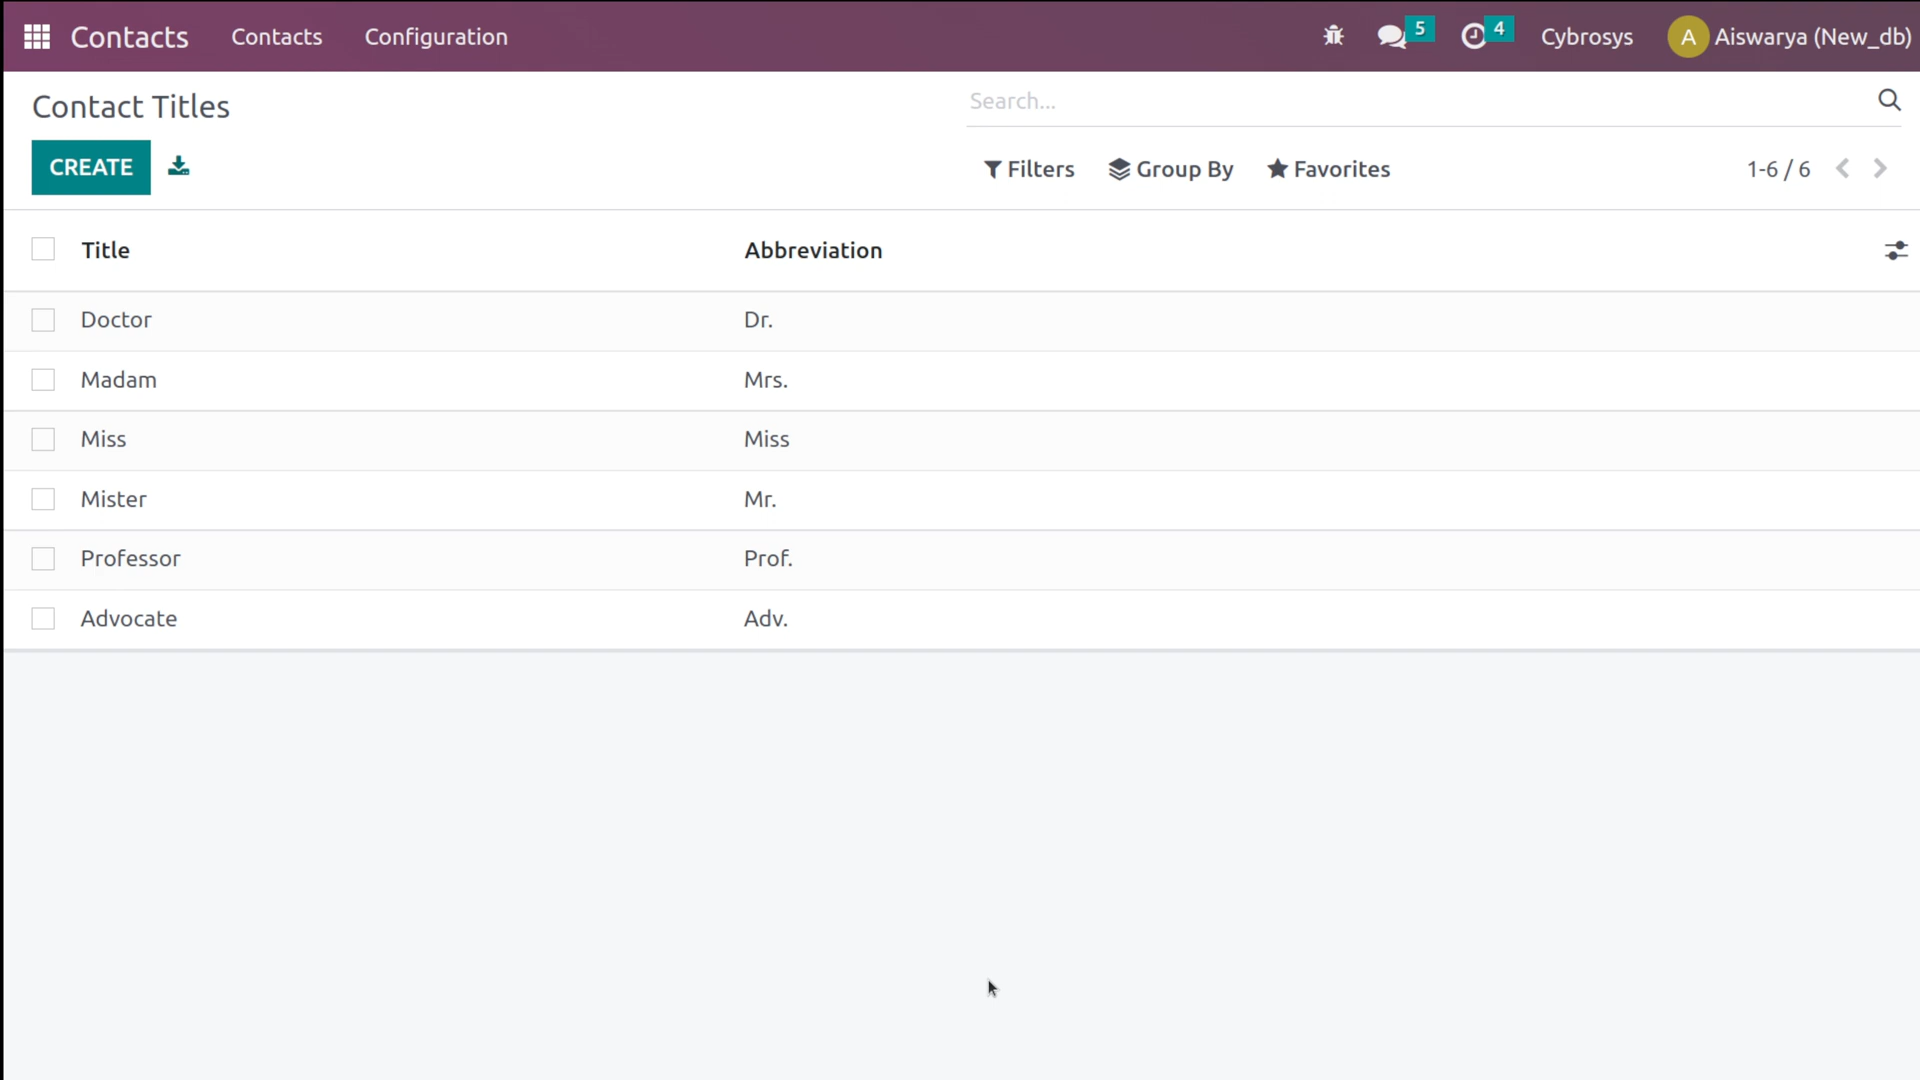 Contacts Contacts Configuration 5 4 Cybrosys A Aiswarya (New_db)
Contact Titles Search...
CREATE Filters Group By Favorites 1-6 / 6
Title Abbreviation
Doctor Dr.
Madam Mrs.
Miss Miss
Mister Mr.
Professor Prof.
Advocate Adv.